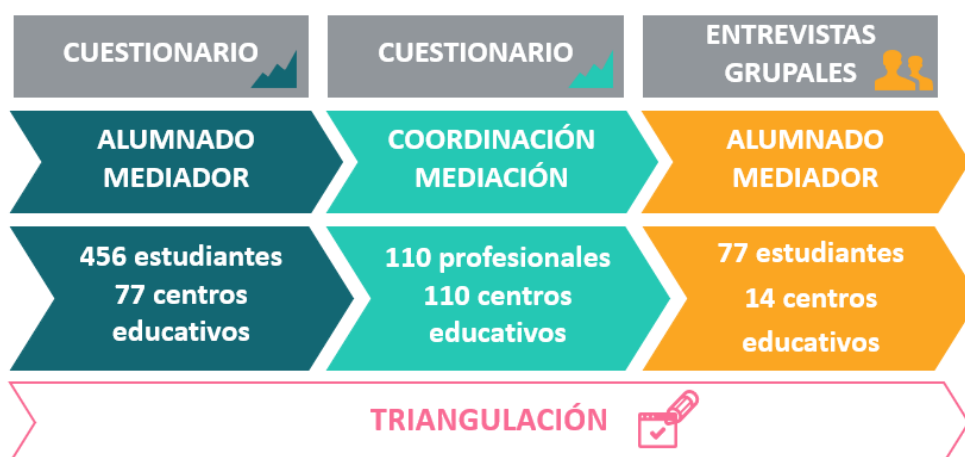 CUESTIONARIO
CUESTIONARIO
ENTREVISTAS
GRUPALES
ALUMNADO
MEDIADOR
COORDINACIÓN
MEDIACIÓN
ALUMNADO
MEDIADOR
456 estudiantes
77 centros
educativos
110 profesionales
110 centros
educativos
77 estudiantes
14 centros
educativos
TRIANGULACIÓN